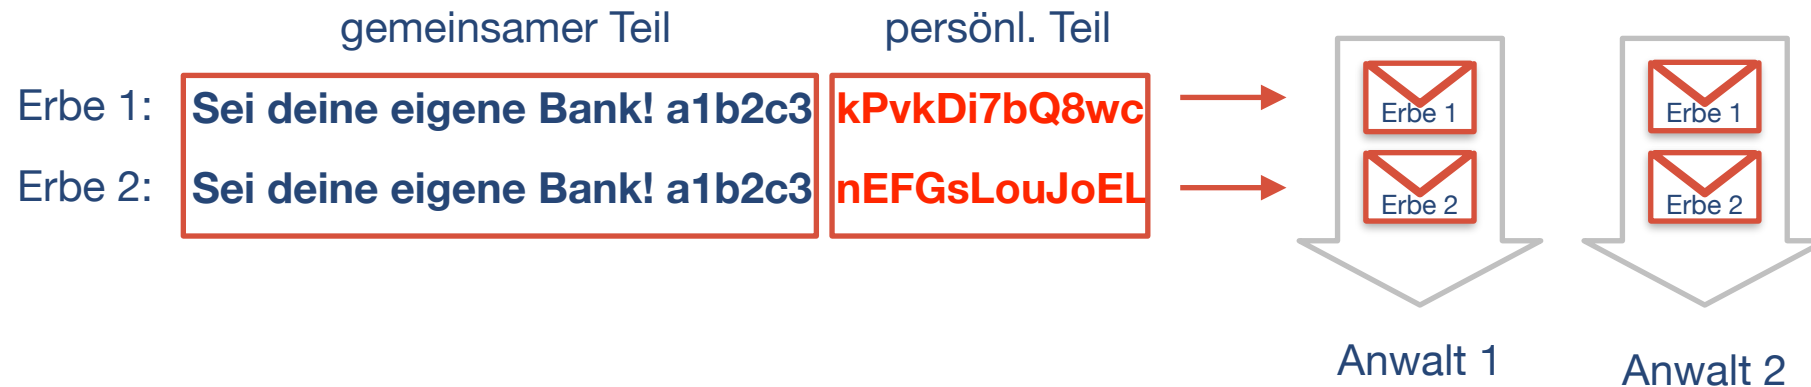 gemeinsamer Teil persönl. Teil
Erbe 1: Sei deine eigene Bank! a1b2c3 kPvkDi7bQ8wc
Erbe 2: Sei deine eigene Bank! a1b2c3 nEFGsLouJoEL
Erbe 1 Erbe 1
Erbe 2 Erbe 2
Anwalt 1 Anwalt 2